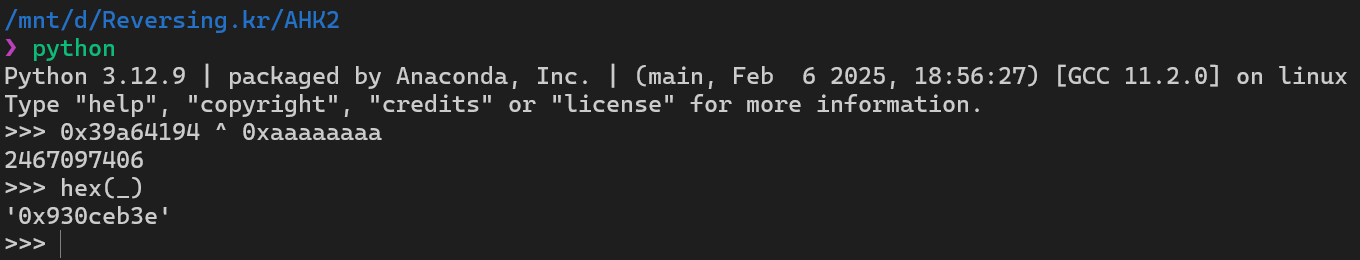 /mnt/d/Reversing.kr/AHK2
❯ python
Python 3.12.9 | packaged by Anaconda, Inc. | (main, Feb  6 2025, 18:56:27) [GCC 11.2.0] on linux
Type "help", "copyright", "credits" or "license" for more information.
>>> 0x39a64194 ^ 0xaaaaaaaa
2467097406
>>> hex(_)
'0x930ceb3e'
>>>